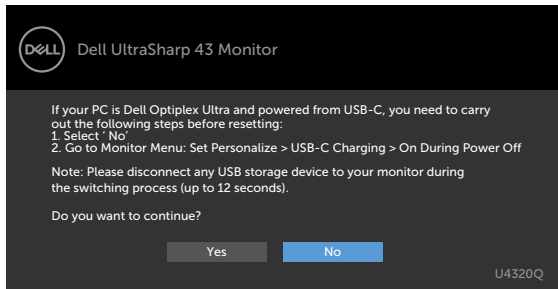 DELL
Dell UltraSharp 43 Monitor
If your PC is Dell Optiplex Ultra and powered from USB-C, you need to carry
out the following steps before resetting:
1. Select ' No'
2. Go to Monitor Menu: Set Personalize > USB-C Charging > On During Power Off
Note: Please disconnect any USB storage device to your monitor during
the switching process (up to 12 seconds).
Do you want to continue?
Yes
No
U4320Q